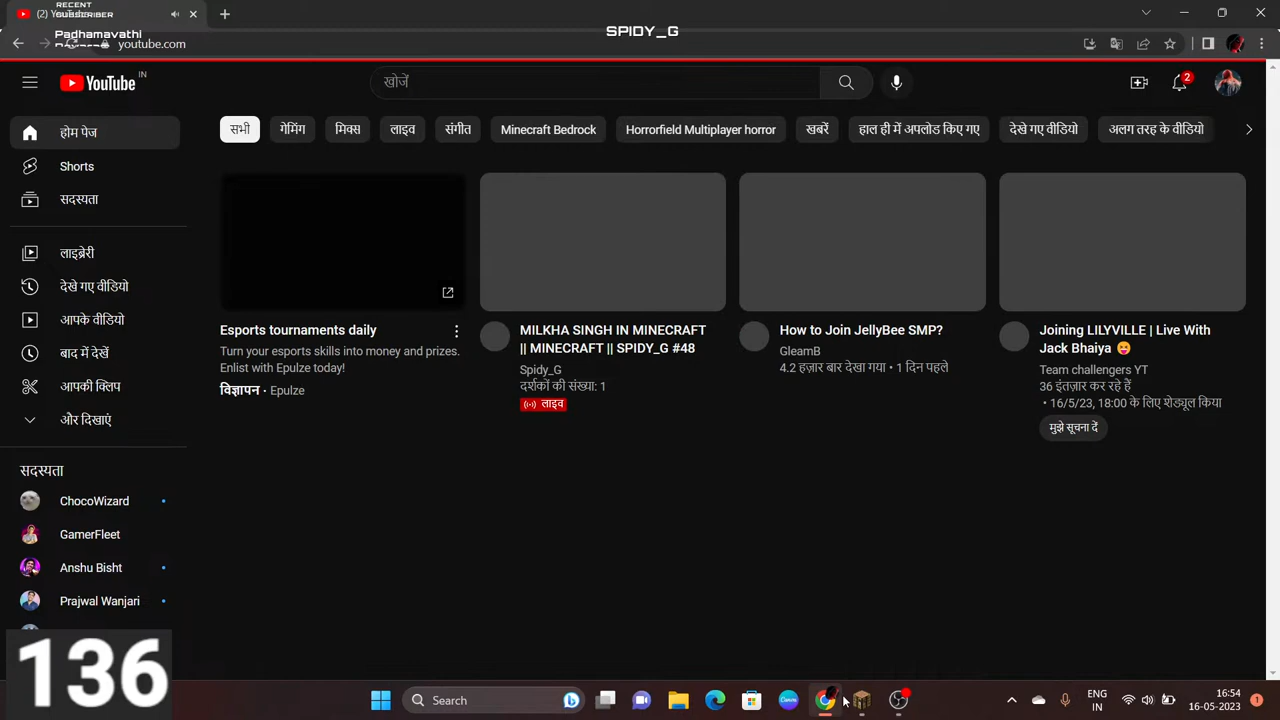 RECENT
SUBSCRIBER
Padhamavathi
SPIDY_G
youtube.com
YouTube IN
खोजें
2
होम पेज
Shorts
सदस्यता
लाइब्रेरी
देखे गए वीडियो
आपके वीडियो
बाद में देखें
आपकी क्लिप
और दिखाएं
सदस्यता
ChocoWizard
GamerFleet
Anshu Bisht
Prajwal Wanjari
सभी
गेमिंग
मिक्स
लाइव
संगीत
Minecraft Bedrock
Horrorfield Multiplayer horror
खबरें
हाल ही में अपलोड किए गए
देखे गए वीडियो
अलग तरह के वीडियो
Esports tournaments daily
Turn your esports skills into money and prizes.
Enlist with Epulze today!
विज्ञापन · Epulze
MILKHA SINGH IN MINECRAFT
|| MINECRAFT || SPIDY_G #48
Spidy_G
दर्शकों की संख्या: 1
लाइव
How to Join JellyBee SMP?
GleamB
4.2 हज़ार बार देखा गया • 1 दिन पहले
Joining LILYVILLE | Live With
Jack Bhaiya 😝
Team challengers YT
36 इंतज़ार कर रहे हैं
• 16/5/23, 18:00 के लिए शेड्यूल किया
मुझे सूचना दें
136
Search
ENG
IN
16:54
16-05-2023
1